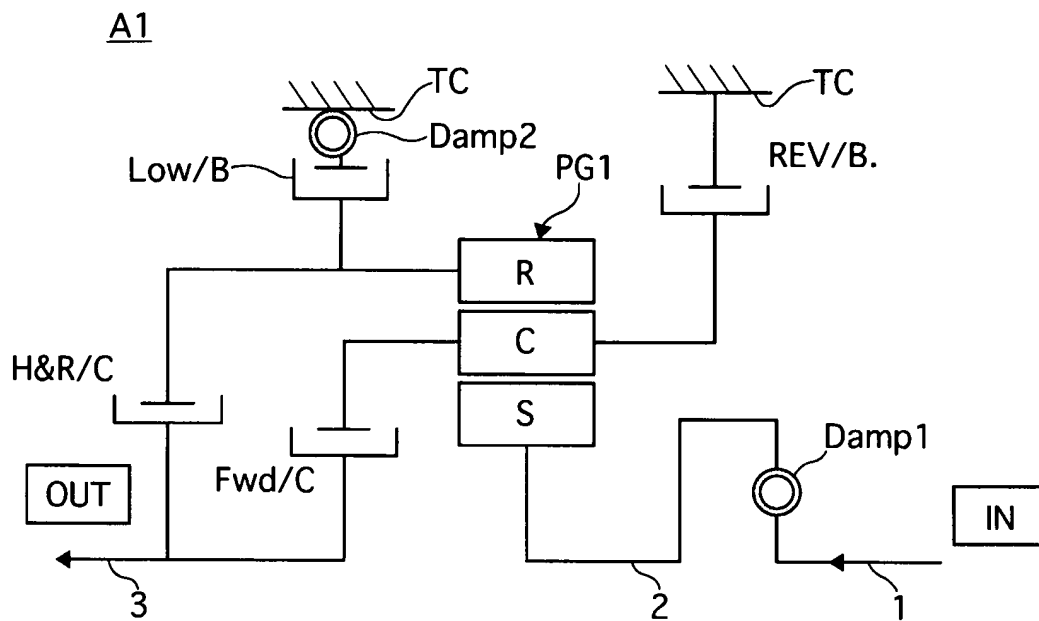 A1
TC
TC
Damp2
Low/B
PG1
REV/B.
R
C
H&R/C
S
Damp1
Fwd/C
OUT
IN
3
2
1